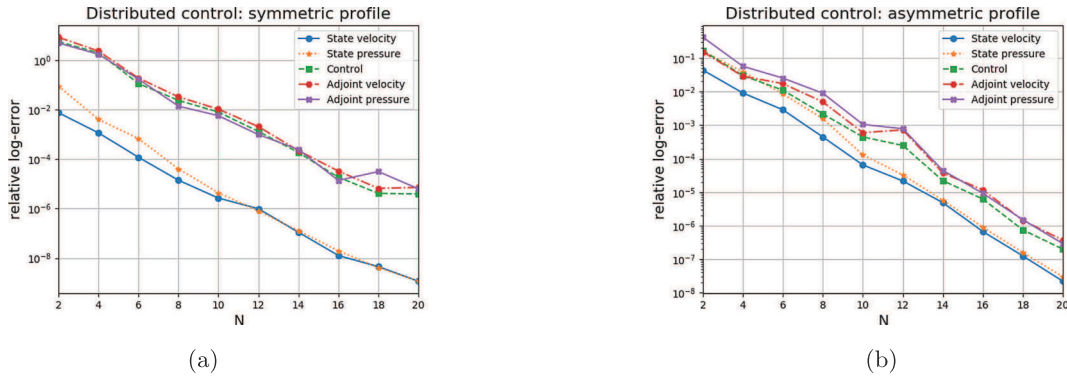 Distributed control: symmetric profile
relative log-error
10^0
10^-2
10^-4
10^-6
10^-8
State velocity
State pressure
Control
Adjoint velocity
Adjoint pressure
2 4 6 8 10 12 14 16 18 20
N
(a)
Distributed control: asymmetric profile
relative log-error
10^-1
10^-2
10^-3
10^-4
10^-5
10^-6
10^-7
10^-8
State velocity
State pressure
Control
Adjoint velocity
Adjoint pressure
2 4 6 8 10 12 14 16 18 20
N
(b)